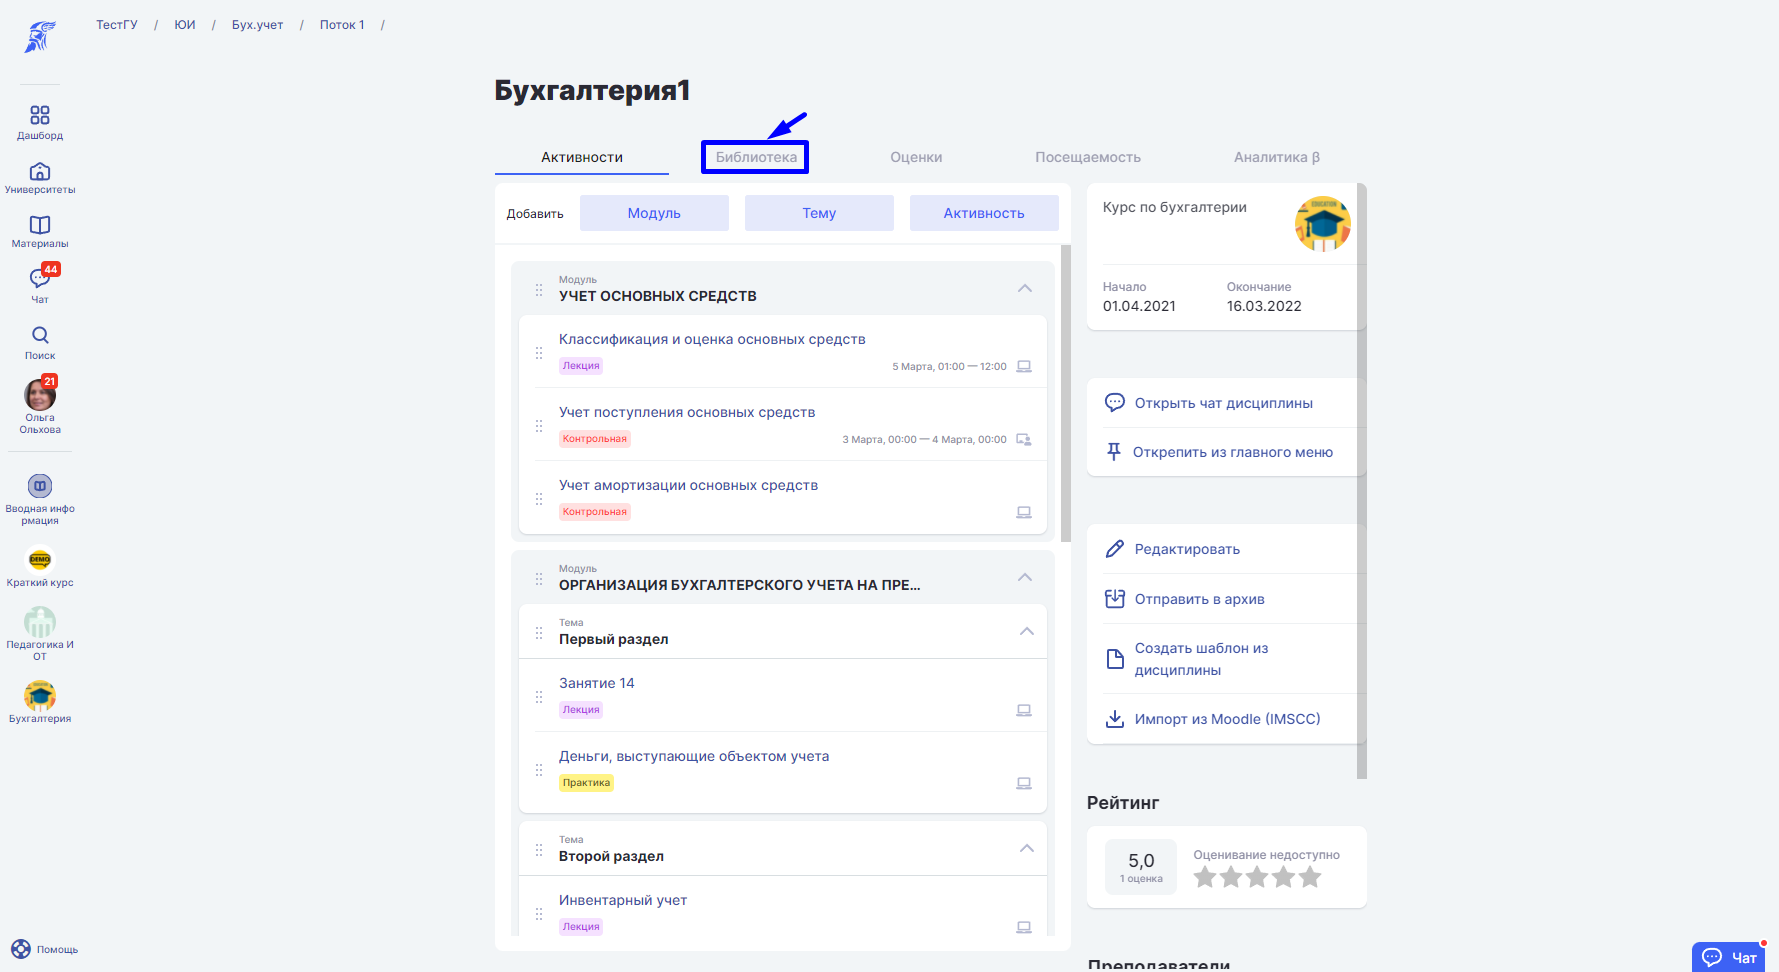 ТестГУ / ЮИ / Бух.учет / Поток 1 /
Дашборд
Университеты
Материалы
44
Чат
Поиск
21
Ольга
Ольхова
Вводная инфо
рмация
DEMO
Краткий курс
Педагогика И
ОТ
Бухгалтерия
Помощь
Бухгалтерия1
Активности Библиотека Оценки Посещаемость Аналитика β
Добавить Модуль Тему Активность
Модуль
УЧЕТ ОСНОВНЫХ СРЕДСТВ
Классификация и оценка основных средств
Лекция 5 Марта, 01:00 — 12:00
Учет поступления основных средств
Контрольная 3 Марта, 00:00 — 4 Марта, 00:00
Учет амортизации основных средств
Контрольная
Модуль
ОРГАНИЗАЦИЯ БУХГАЛТЕРСКОГО УЧЕТА НА ПРЕ...
Тема
Первый раздел
Занятие 14
Лекция
Деньги, выступающие объектом учета
Практика
Тема
Второй раздел
Инвентарный учет
Лекция
Курс по бухгалтерии
EDUCATION
Начало Окончание
01.04.2021 16.03.2022
Открыть чат дисциплины
Открепить из главного меню
Редактировать
Отправить в архив
Создать шаблон из
дисциплины
Импорт из Moodle (IMSCC)
Рейтинг
5,0
1 оценка
Оценивание недоступно
Преподаватели
Чат